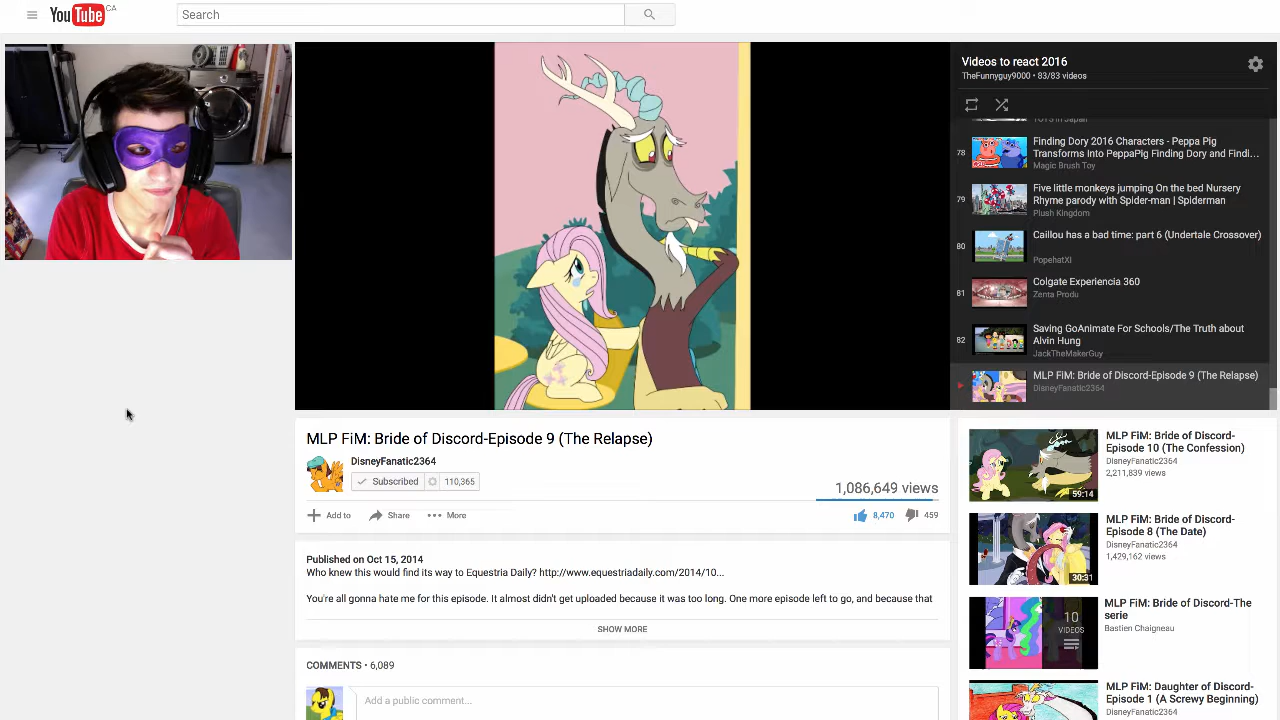 YouTube CA
Search
Videos to react 2016
TheFunnyguy9000 • 83/83 videos
78
Finding Dory 2016 Characters - Peppa Pig
Transforms Into PeppaPig Finding Dory and Findi...
Magic Brush Toy
79
Five little monkeys jumping On the bed Nursery
Rhyme parody with Spider-man | Spiderman
Plush Kingdom
80
Caillou has a bad time: part 6 (Undertale Crossover)
PopehatXI
81
Colgate Experiencia 360
Zenta Produ
82
Saving GoAnimate For Schools/The Truth about
Alvin Hung
JackTheMakerGuy
MLP FiM: Bride of Discord-Episode 9 (The Relapse)
DisneyFanatic2364
MLP FiM: Bride of Discord-Episode 9 (The Relapse)
DisneyFanatic2364
Subscribed 110,365
1,086,649 views
Add to Share More
8,470 459
Published on Oct 15, 2014
Who knew this would find its way to Equestria Daily? http://www.equestriadaily.com/2014/10...
You're all gonna hate me for this episode. It almost didn't get uploaded because it was too long. One more episode left to go, and because that
SHOW MORE
COMMENTS • 6,089
Add a public comment...
MLP FiM: Bride of Discord-
Episode 10 (The Confession)
DisneyFanatic2364
2,211,839 views
59:14
MLP FiM: Bride of Discord-
Episode 8 (The Date)
DisneyFanatic2364
1,429,162 views
30:31
MLP FiM: Bride of Discord-The
serie
Bastien Chaigneau
10
VIDEOS
MLP FiM: Daughter of Discord-
Episode 1 (A Screwy Beginning)
DisneyFanatic2364